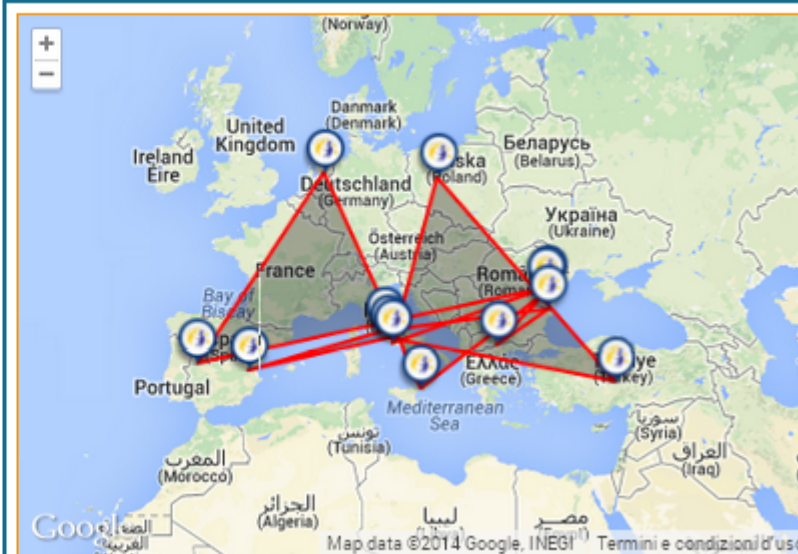 (Norway)
Danmark
(Denmark)
United
Kingdom
Беларусь
(Belarus)
Ireland
Éire
(Poland)
Deutschland
(Germany)
Україна
(Ukraine)
Österreich
(Austria)
France
Bay of
Biscay
Portugal
Ελλάς
(Greece)
(Turkey)
Mediterranean
Sea
سوريا
(Syria)
تونس
(Tunisia)
العراق
(Iraq)
المغرب
(Morocco)
الجزائر
(Algeria)
ليبيا
مصر
Google
Map data ©2014 Google, INEGI
Termini e condizioni d'uso